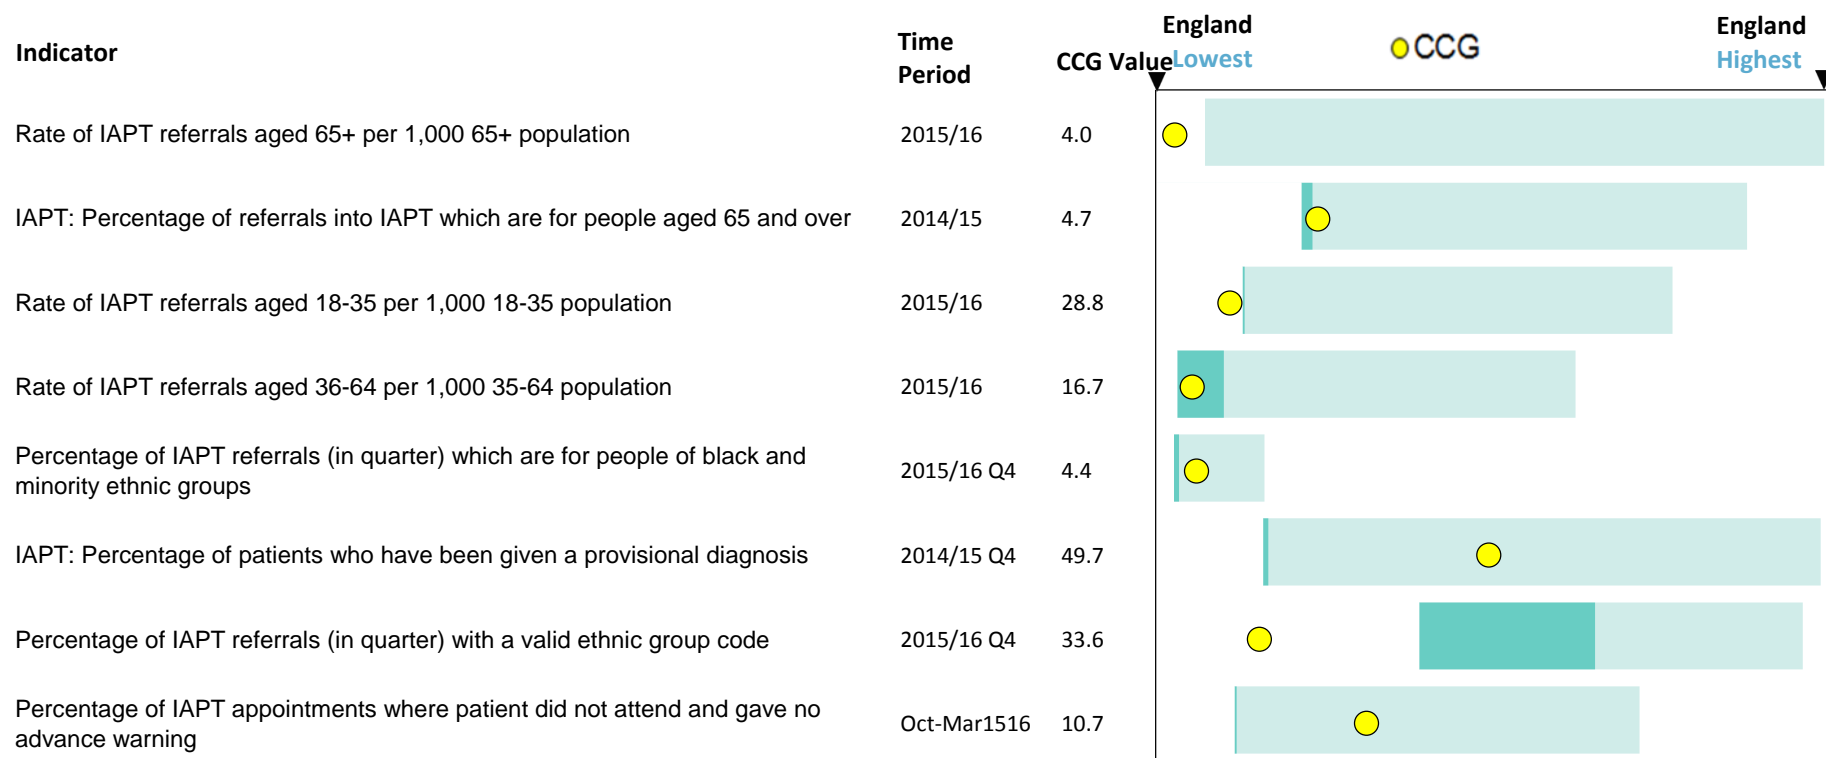 Indicator
Time Period
CCG Value
England Lowest
CCG
England Highest
Rate of IAPT referrals aged 65+ per 1,000 65+ population 2015/16 4.0
IAPT: Percentage of referrals into IAPT which are for people aged 65 and over 2014/15 4.7
Rate of IAPT referrals aged 18-35 per 1,000 18-35 population 2015/16 28.8
Rate of IAPT referrals aged 36-64 per 1,000 35-64 population 2015/16 16.7
Percentage of IAPT referrals (in quarter) which are for people of black and
minority ethnic groups 2015/16 Q4 4.4
IAPT: Percentage of patients who have been given a provisional diagnosis 2014/15 Q4 49.7
Percentage of IAPT referrals (in quarter) with a valid ethnic group code 2015/16 Q4 33.6
Percentage of IAPT appointments where patient did not attend and gave no
advance warning Oct-Mar1516 10.7